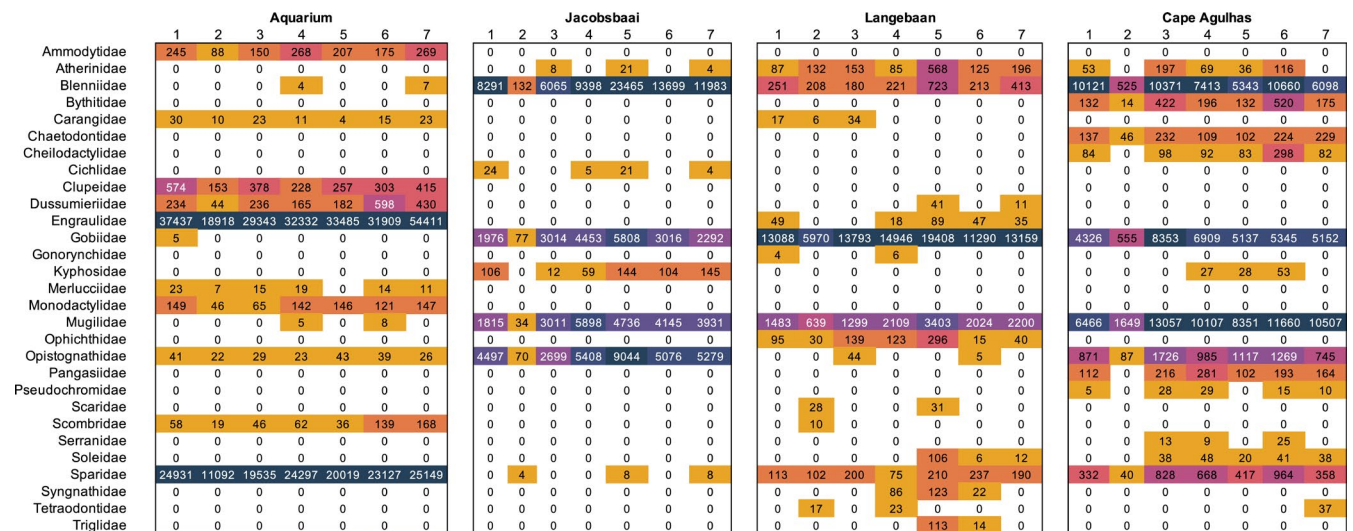 Aquarium Jacobsbaai Langebaan Cape Agulhas
1 2 3 4 5 6 7 1 2 3 4 5 6 7 1 2 3 4 5 6 7 1 2 3 4 5 6 7
Ammodytidae 245 88 150 268 207 175 269 0 0 0 0 0 0 0 0 0 0 0 0 0 0 0 0 0 0 0 0 0
Atherinidae 0 0 0 0 0 0 0 0 0 8 0 21 0 4 87 132 153 85 568 125 196 53 0 197 69 36 116 0
Blenniidae 0 0 0 4 0 0 7 8291 132 6065 9398 23465 13699 11983 251 208 180 221 723 213 413 10121 525 10371 7413 5343 10660 6098
Bythitidae 0 0 0 0 0 0 0 0 0 0 0 0 0 0 0 0 0 0 0 0 0 132 14 422 196 132 520 175
Carangidae 30 10 23 11 4 15 23 0 0 0 0 0 0 0 17 6 34 0 0 0 0 0 0 0 0 0 0 0
Chaetodontidae 0 0 0 0 0 0 0 0 0 0 0 0 0 0 0 0 0 0 0 0 0 137 46 232 109 102 224 229
Cheilodactylidae 0 0 0 0 0 0 0 0 0 0 0 0 0 0 0 0 0 0 0 0 0 84 0 98 92 83 298 82
Cichlidae 0 0 0 0 0 0 0 24 0 0 5 21 0 4 0 0 0 0 0 0 0 0 0 0 0 0 0 0
Clupeidae 574 153 378 228 257 303 415 0 0 0 0 0 0 0 0 0 0 0 0 0 0 0 0 0 0 0 0 0
Dussumieriidae 234 44 236 165 182 598 430 0 0 0 0 0 0 0 0 0 0 0 41 0 11 0 0 0 0 0 0 0
Engraulidae 37437 18918 29343 32332 33485 31909 54411 0 0 0 0 0 0 0 49 0 0 18 89 47 35 0 0 0 0 0 0 0
Gobiidae 5 0 0 0 0 0 0 1976 77 3014 4453 5808 3016 2292 13088 5970 13793 14946 19408 11290 13159 4326 555 8353 6909 5137 5345 5152
Gonorynchidae 0 0 0 0 0 0 0 0 0 0 0 0 0 0 4 0 0 6 0 0 0 0 0 0 0 0 0 0
Kyphosidae 0 0 0 0 0 0 0 106 0 12 59 144 104 145 0 0 0 0 0 0 0 0 0 0 27 28 53 0
Merlucciidae 23 7 15 19 0 14 11 0 0 0 0 0 0 0 0 0 0 0 0 0 0 0 0 0 0 0 0 0
Monodactylidae 149 46 65 142 146 121 147 0 0 0 0 0 0 0 0 0 0 0 0 0 0 0 0 0 0 0 0 0
Mugilidae 0 0 0 5 0 8 0 1815 34 3011 5898 4736 4145 3931 1483 639 1299 2109 3403 2024 2200 6466 1649 13057 10107 8351 11660 10507
Ophichthidae 0 0 0 0 0 0 0 0 0 0 0 0 0 0 95 30 139 123 296 15 40 0 0 0 0 0 0 0
Opistognathidae 41 22 29 23 43 39 26 4497 70 2699 5408 9044 5076 5279 0 0 44 0 0 5 0 871 87 1726 985 1117 1269 745
Pangasiidae 0 0 0 0 0 0 0 0 0 0 0 0 0 0 0 0 0 0 0 0 0 112 0 216 281 102 193 164
Pseudochromidae 0 0 0 0 0 0 0 0 0 0 0 0 0 0 0 0 0 0 0 0 0 5 0 28 29 0 15 10
Scaridae 0 0 0 0 0 0 0 0 0 0 0 0 0 0 0 28 0 0 31 0 0 0 0 0 0 0 0 0
Scombridae 58 19 46 62 36 139 168 0 0 0 0 0 0 0 0 10 0 0 0 0 0 0 0 0 0 0 0 0
Serranidae 0 0 0 0 0 0 0 0 0 0 0 0 0 0 0 0 0 0 0 0 0 0 0 13 9 0 25 0
Soleidae 0 0 0 0 0 0 0 0 0 0 0 0 0 0 0 0 0 0 106 6 12 0 0 38 48 20 41 38
Sparidae 24931 11092 19535 24297 20019 23127 25149 0 4 0 0 8 0 8 113 102 200 75 210 237 190 332 40 828 668 417 964 358
Syngnathidae 0 0 0 0 0 0 0 0 0 0 0 0 0 0 0 0 0 86 123 22 0 0 0 0 0 0 0 0
Tetraodontidae 0 0 0 0 0 0 0 0 0 0 0 0 0 0 0 17 0 23 0 0 0 0 0 0 0 0 0 37
Triglidae 0 0 0 0 0 0 0 0 0 0 0 0 0 0 0 0 0 0 113 14 0 0 0 0 0 0 0 0